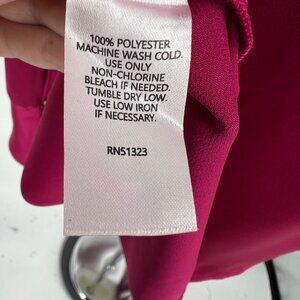 100% POLYESTER
MACHINE WASH COLD.
USE ONLY
NON-CHLORINE
BLEACH IF NEEDED.
TUMBLE DRY LOW.
USE LOW IRON
IF NECESSARY.
RN51323